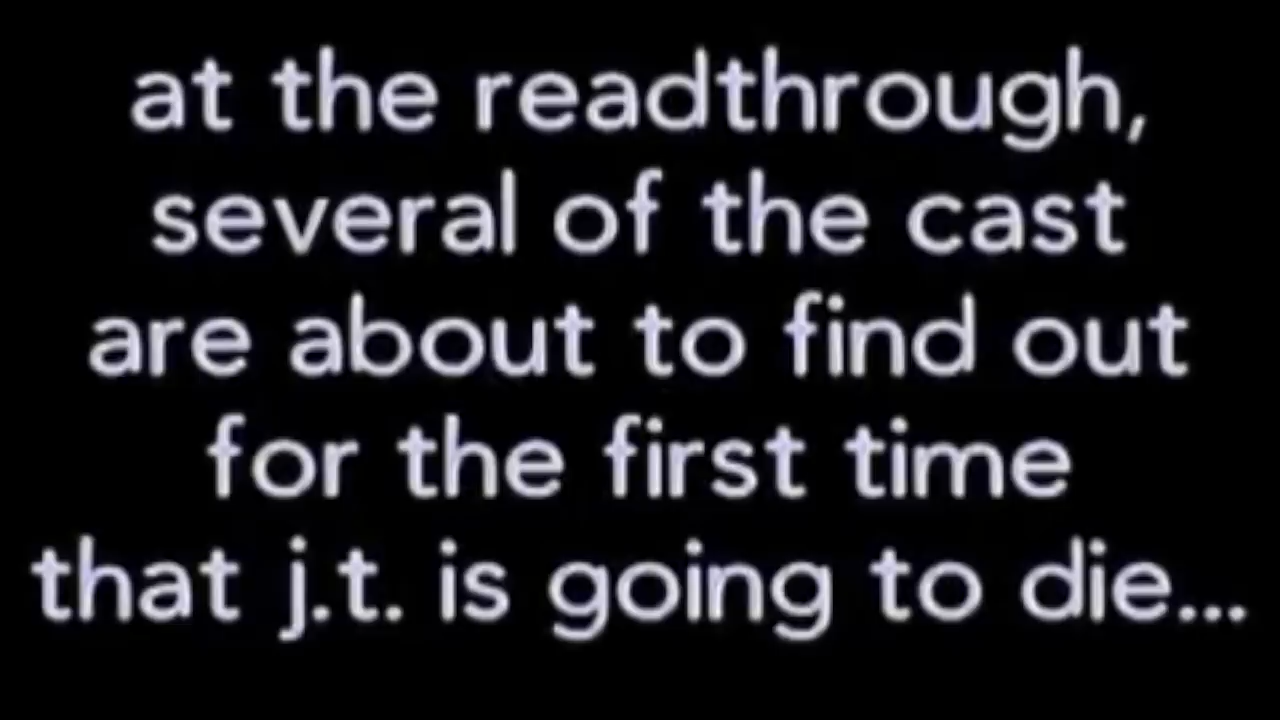 at the readthrough,
several of the cast
are about to find out
for the first time
that j.t. is going to die...